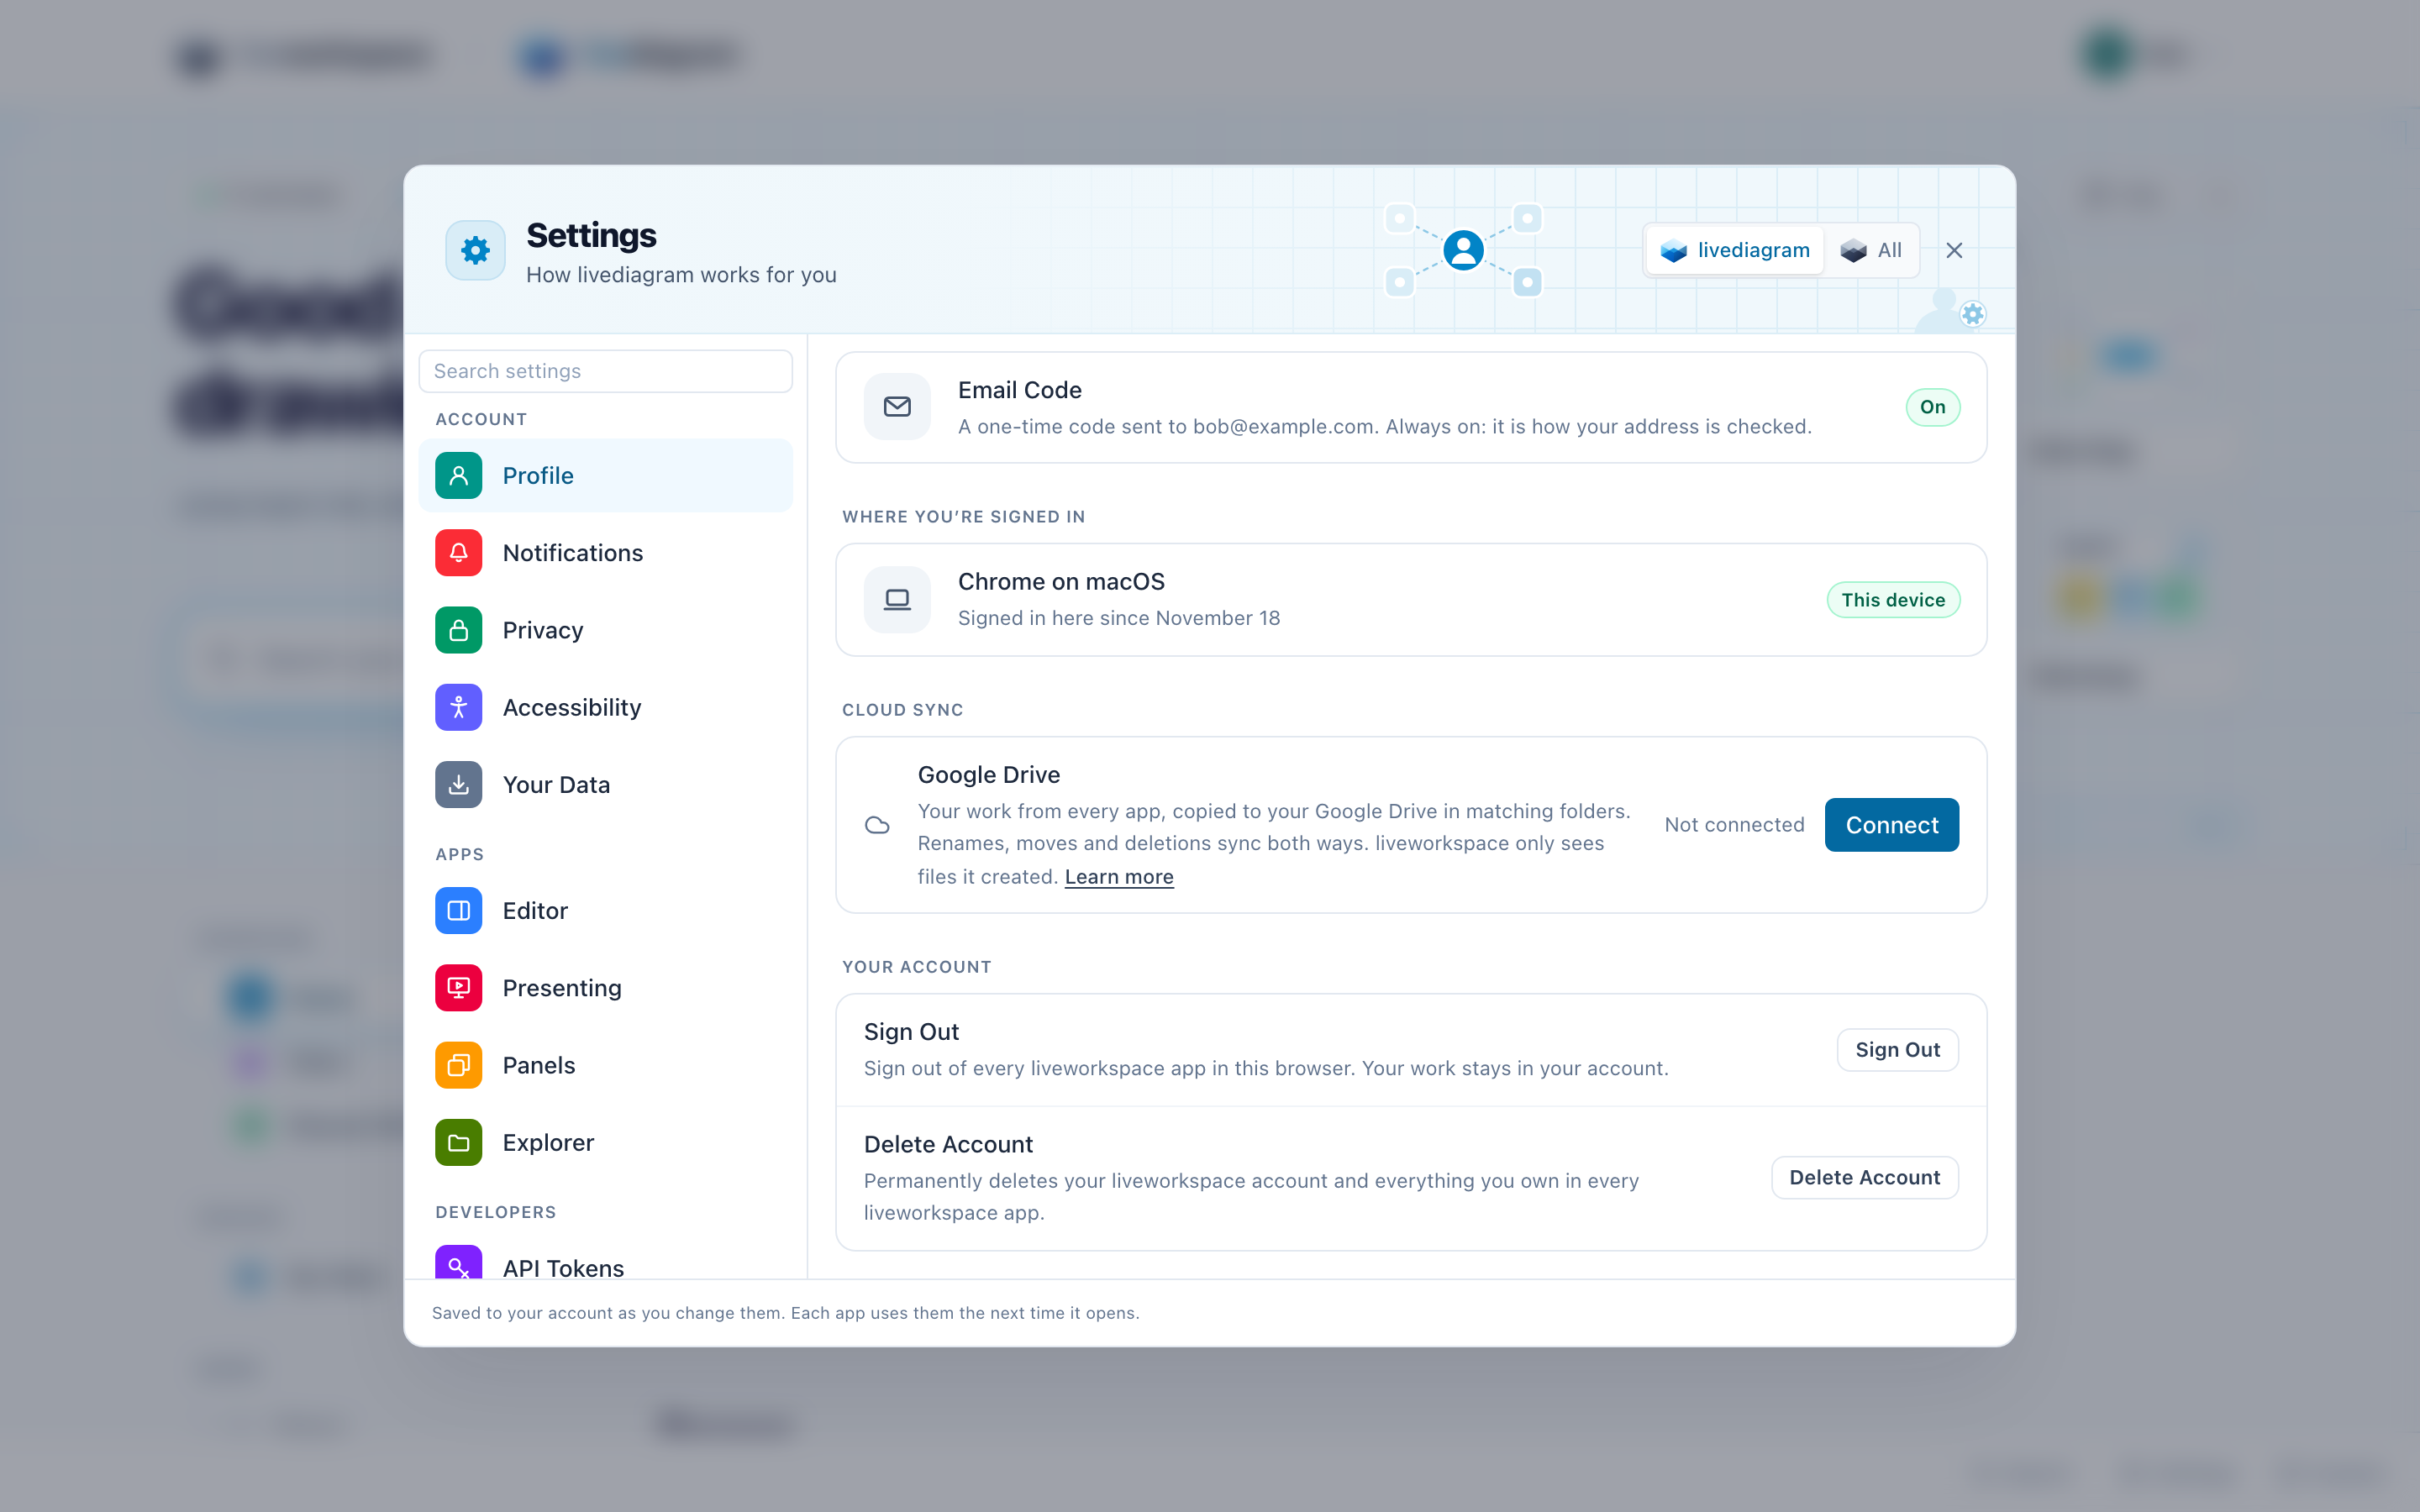 Settings
How livediagram works for you
livediagram
All
Search settings
ACCOUNT
Profile
Notifications
Privacy
Accessibility
Your Data
APPS
Editor
Presenting
Panels
Explorer
DEVELOPERS
API Tokens
Email Code
A one-time code sent to bob@example.com. Always on: it is how your address is checked.
On
WHERE YOU’RE SIGNED IN
Chrome on macOS
Signed in here since November 18
This device
CLOUD SYNC
Google Drive
Your work from every app, copied to your Google Drive in matching folders.
Renames, moves and deletions sync both ways. liveworkspace only sees
files it created. Learn more
Not connected
Connect
YOUR ACCOUNT
Sign Out
Sign out of every liveworkspace app in this browser. Your work stays in your account.
Sign Out
Delete Account
Permanently deletes your liveworkspace account and everything you own in every
liveworkspace app.
Delete Account
Saved to your account as you change them. Each app uses them the next time it opens.